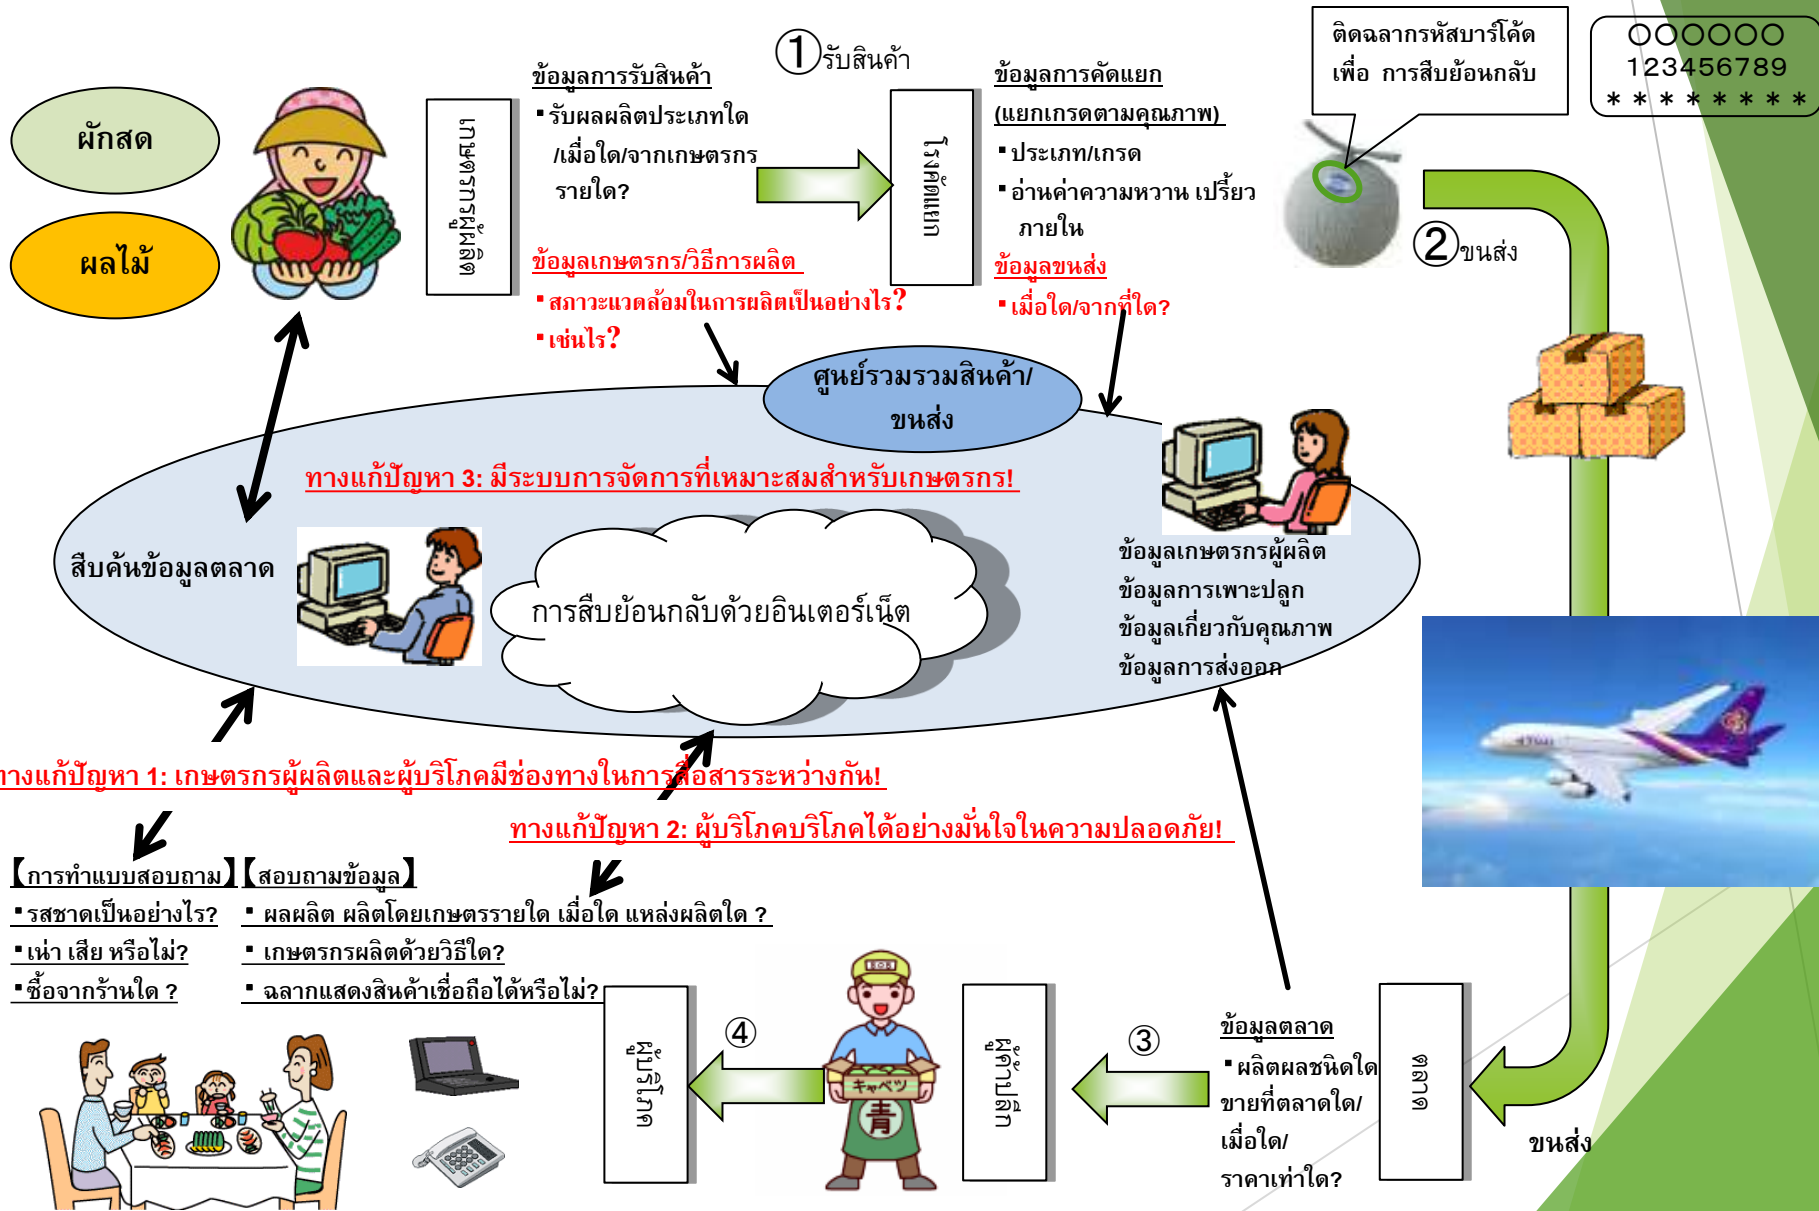 ผักสด
ผลไม้
เกษตรกรผู้ผลิต
ข้อมูลการรับสินค้า
▪รับผลผลิตประเภทใด
/เมื่อใด/จากเกษตรกร
รายใด?
ข้อมูลเกษตรกร/วิธีการผลิต
▪สภาวะแวดล้อมในการผลิตเป็นอย่างไร?
▪เช่นไร?
①รับสินค้า
โรงคัดแยก
ข้อมูลการคัดแยก
(แยกเกรดตามคุณภาพ)
▪ประเภท/เกรด
▪อ่านค่าความหวาน เปรี้ยว
ภายใน
ข้อมูลขนส่ง
▪เมื่อใด/จากที่ใด?
ติดฉลากรหัสบาร์โค้ด
เพื่อ การสืบย้อนกลับ
○○○○○○
123456789
＊＊＊＊＊＊＊＊
②ขนส่ง
ศูนย์รวมรวมสินค้า/
ขนส่ง
ทางแก้ปัญหา 3: มีระบบการจัดการที่เหมาะสมสำหรับเกษตรกร!
สืบค้นข้อมูลตลาด
การสืบย้อนกลับด้วยอินเตอร์เน็ต
ข้อมูลเกษตรกรผู้ผลิต
ข้อมูลการเพาะปลูก
ข้อมูลเกี่ยวกับคุณภาพ
ข้อมูลการส่งออก
ทางแก้ปัญหา 1: เกษตรกรผู้ผลิตและผู้บริโภคมีช่องทางในการสื่อสารระหว่างกัน!
ทางแก้ปัญหา 2: ผู้บริโภคบริโภคได้อย่างมั่นใจในความปลอดภัย!
【การทำแบบสอบถาม】
▪รสชาดเป็นอย่างไร?
▪เน่า เสีย หรือไม่?
▪ซื้อจากร้านใด ?
【สอบถามข้อมูล】
▪ ผลผลิต ผลิตโดยเกษตรรายใด เมื่อใด แหล่งผลิตใด ?
▪ เกษตรกรผลิตด้วยวิธีใด?
▪ ฉลากแสดงสินค้าเชื่อถือได้หรือไม่?
ผู้บริโภค
④
キャベツ
青
ผู้ค้าปลีก
③
ข้อมูลตลาด
▪ผลิตผลชนิดใด
ขายที่ตลาดใด/
เมื่อใด/
ราคาเท่าใด?
ตลาด
ขนส่ง